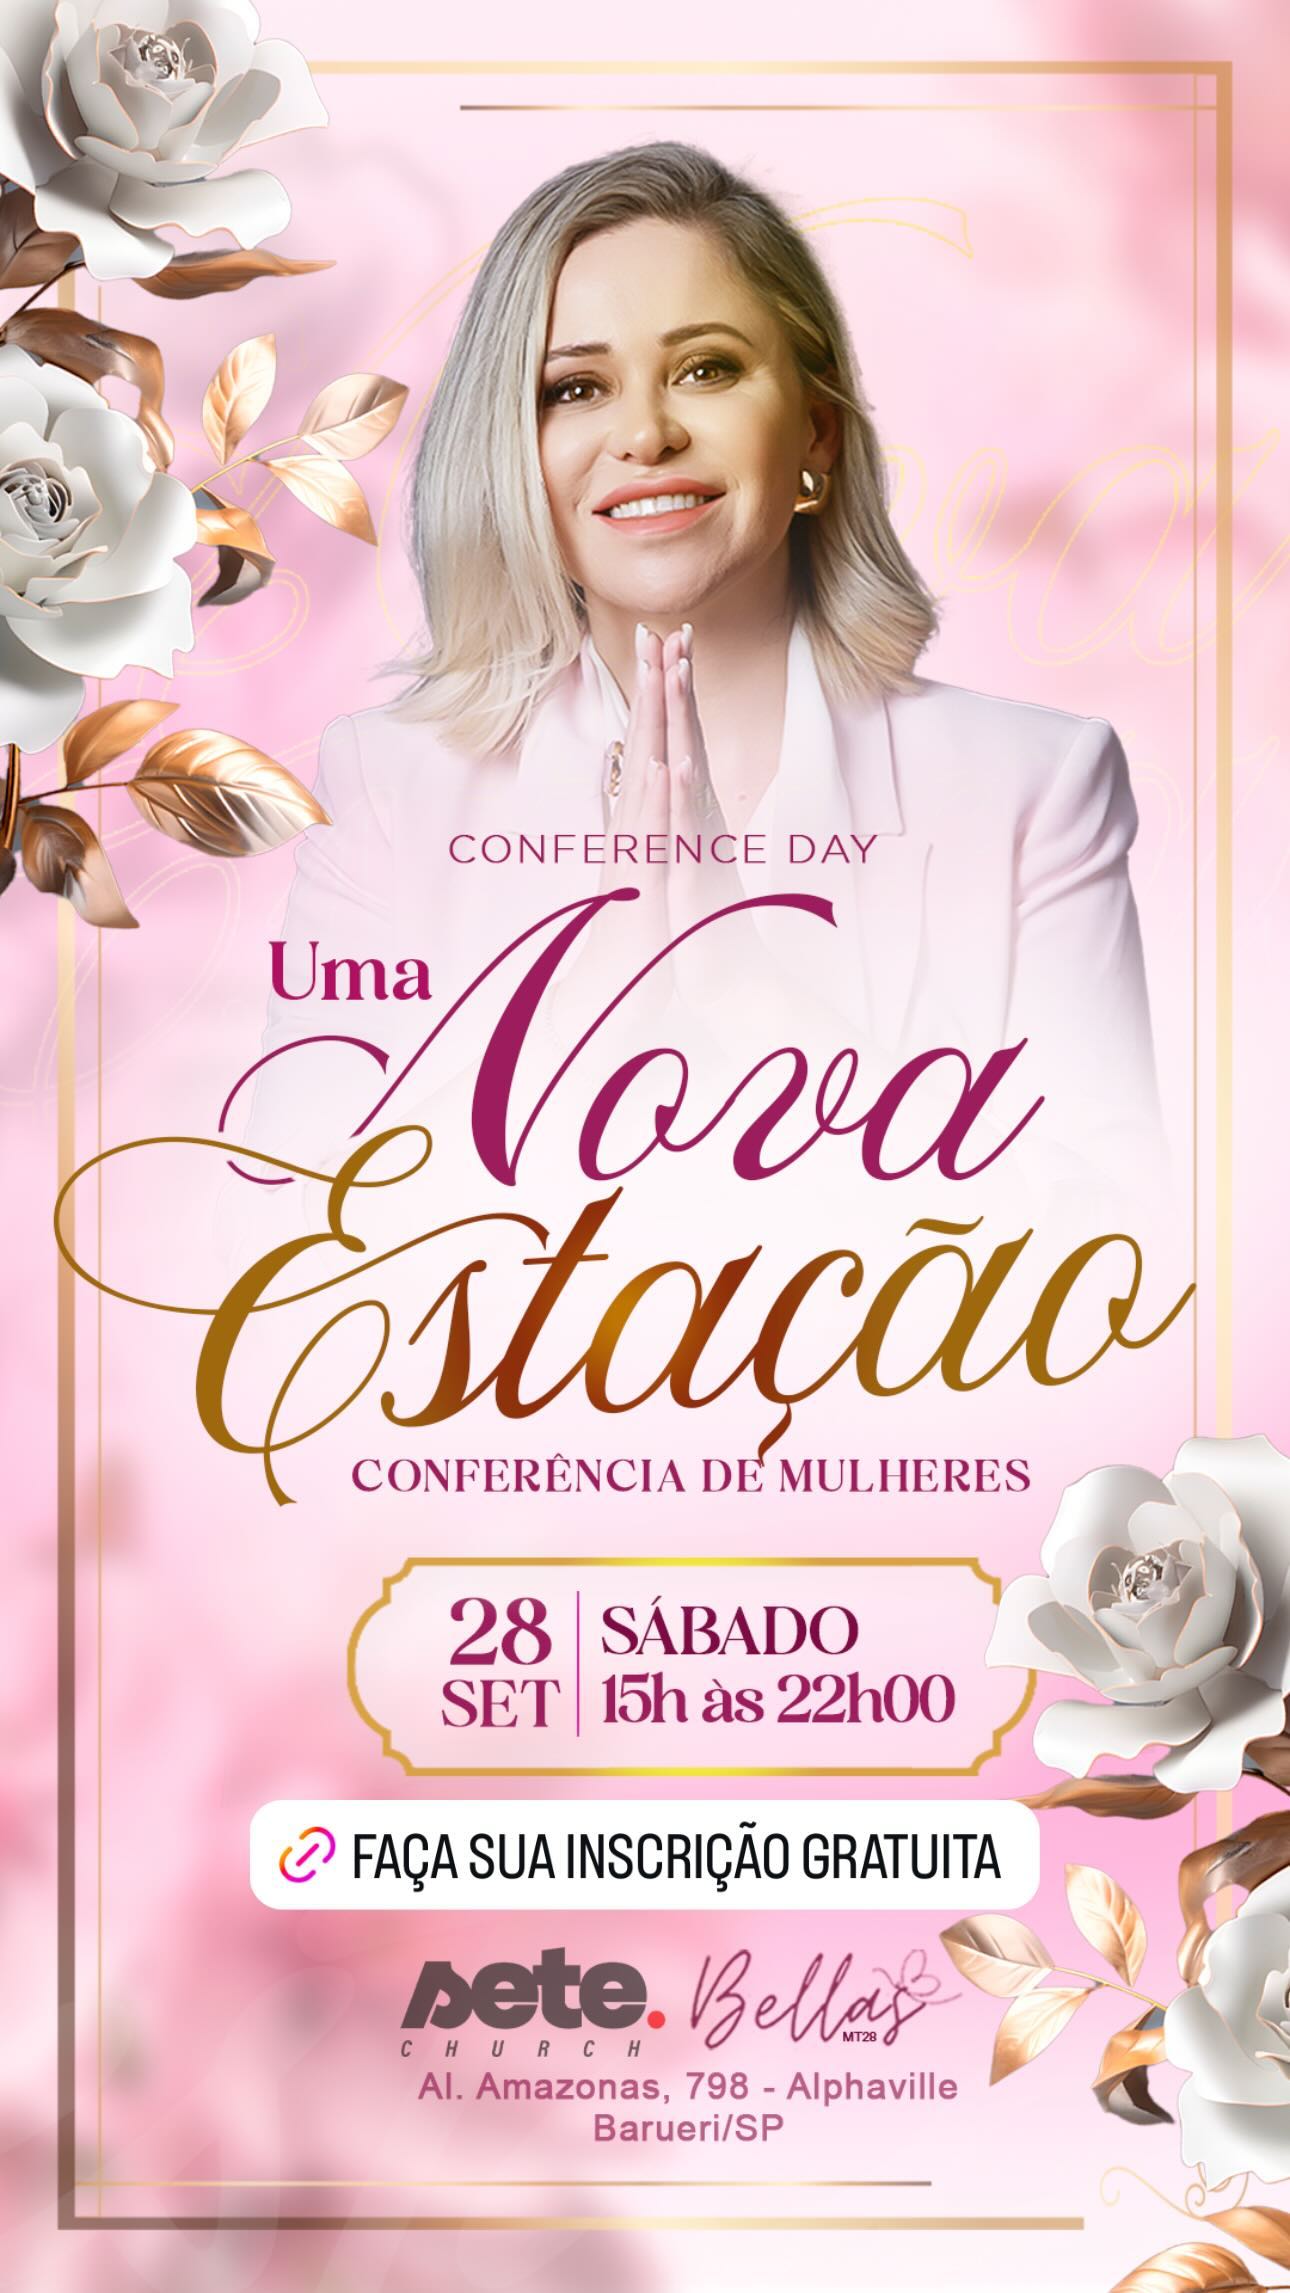 CONFERENCE DAY
Uma
Nova
Estação
CONFERÊNCIA DE MULHERES
28
SET
SÁBADO
15h às 22h00
FAÇA SUA INSCRIÇÃO GRATUITA
sete.
CHURCH
Bellas
MT28
Al. Amazonas, 798 - Alphaville
Barueri/SP